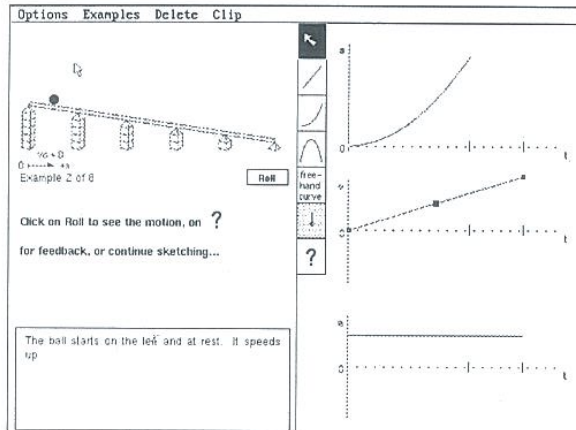 Options Examples Delete Clip
Example 2 of 8
Roll
Click on Roll to see the motion, on ?
for feedback, or continue sketching...
The ball starts on the left and at rest. It speeds
up
free-
hand
curve
?
t
0
t
0
t
0